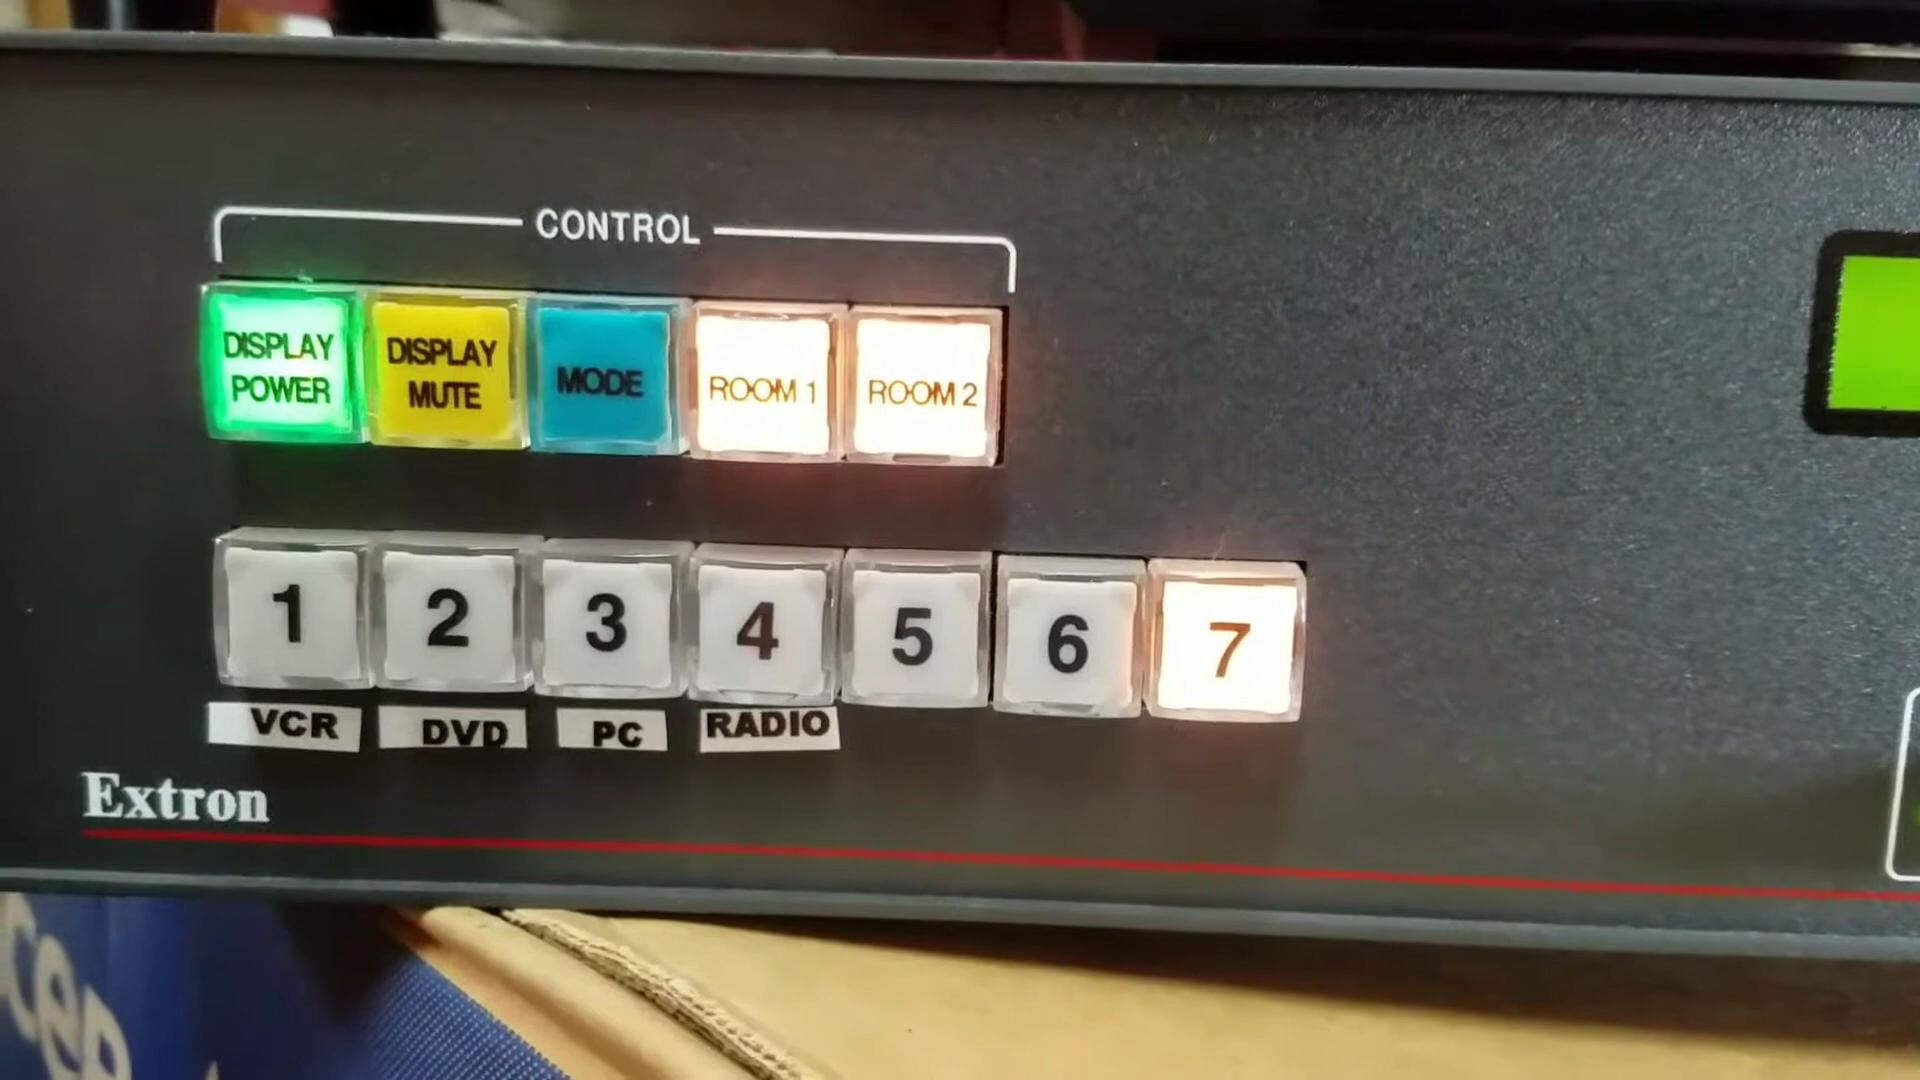 CONTROL
DISPLAY POWER
DISPLAY MUTE
MODE
ROOM 1
ROOM 2
1 2 3 4 5 6 7
VCR DVD PC RADIO
Extron